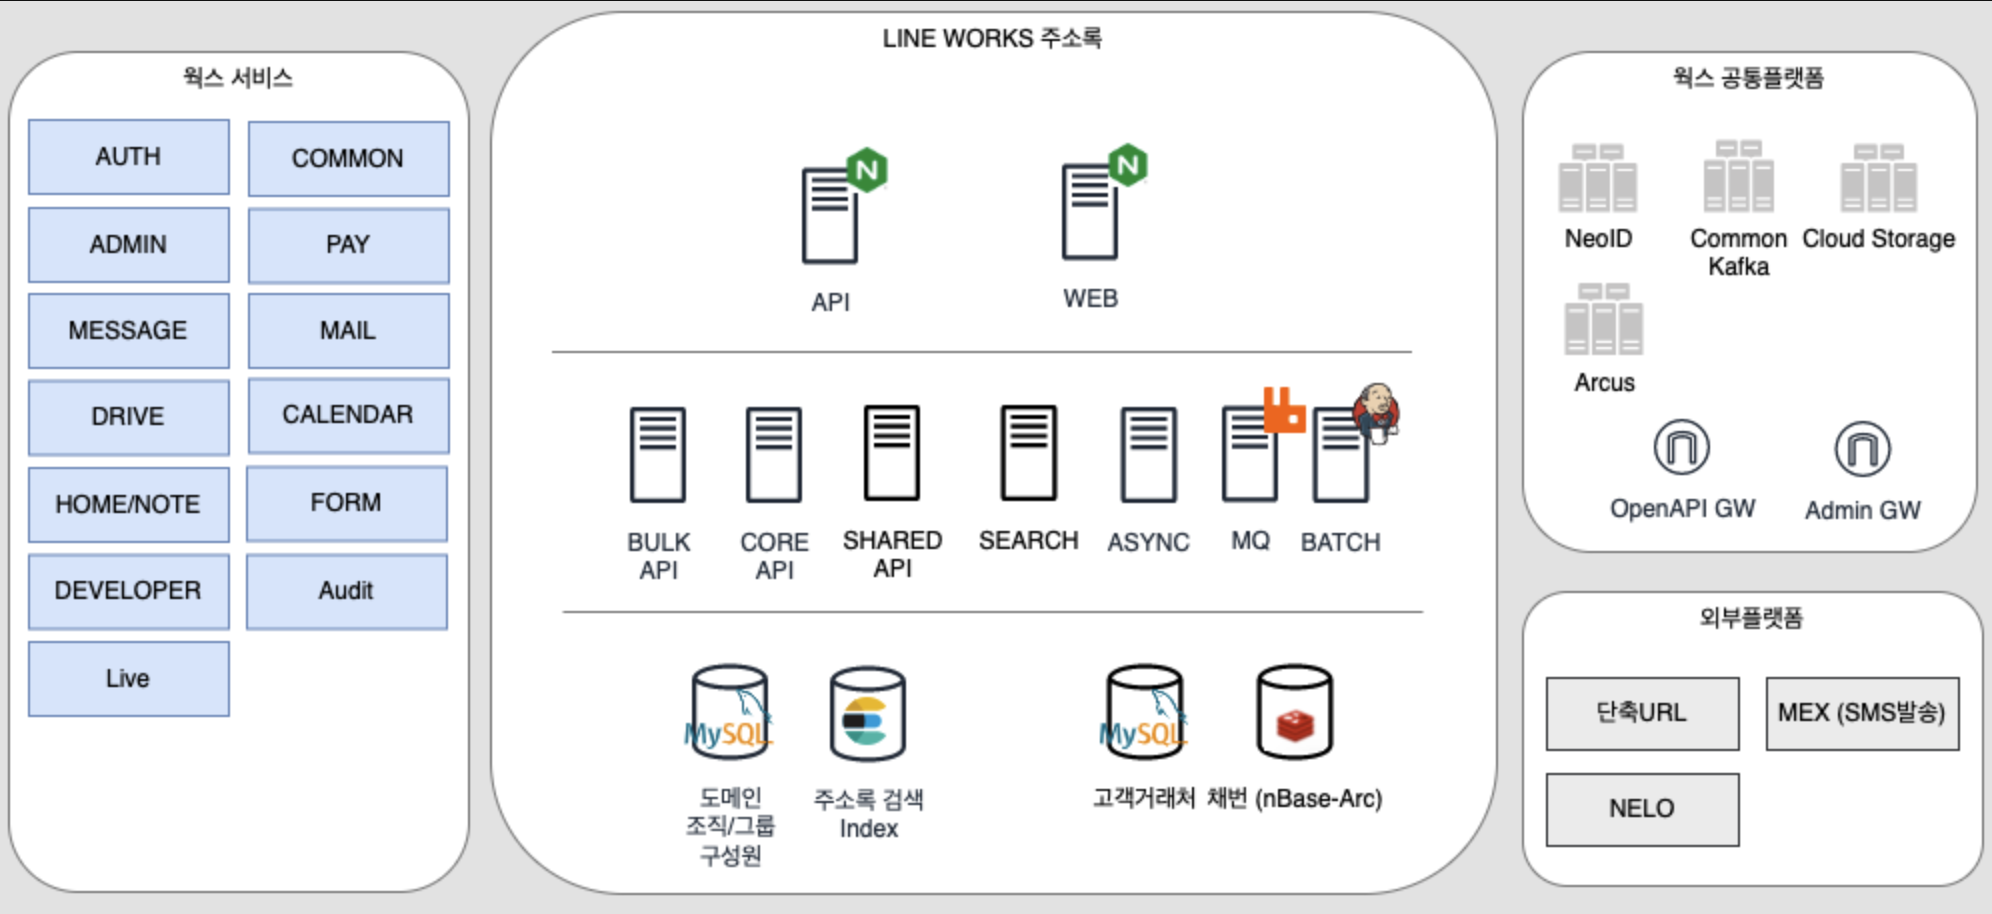 웍스 서비스
AUTH
COMMON
ADMIN
PAY
MESSAGE
MAIL
DRIVE
CALENDAR
HOME/NOTE
FORM
DEVELOPER
Audit
Live
LINE WORKS 주소록
N
N
API
WEB
BULK
API
CORE
API
SHARED
API
SEARCH
ASYNC
MQ
BATCH
MySQL
도메인
조직/그룹
구성원
주소록 검색
Index
MySQL
고객거래처
채번 (nBase-Arc)
웍스 공통플랫폼
NeoID
Common
Kafka
Cloud Storage
Arcus
OpenAPI GW
Admin GW
외부플랫폼
단축URL
MEX (SMS발송)
NELO